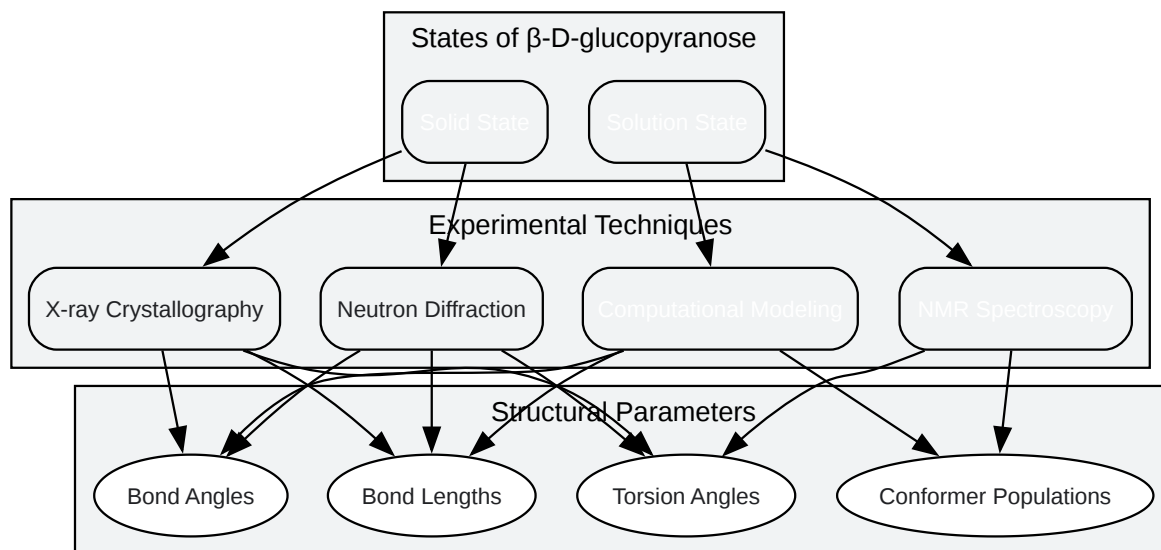 States of β-D-glucopyranose
Solid State
Solution State
Experimental Techniques
X-ray Crystallography
Neutron Diffraction
Computational Modeling
NMR Spectroscopy
Structural Parameters
Bond Angles
Bond Lengths
Torsion Angles
Conformer Populations